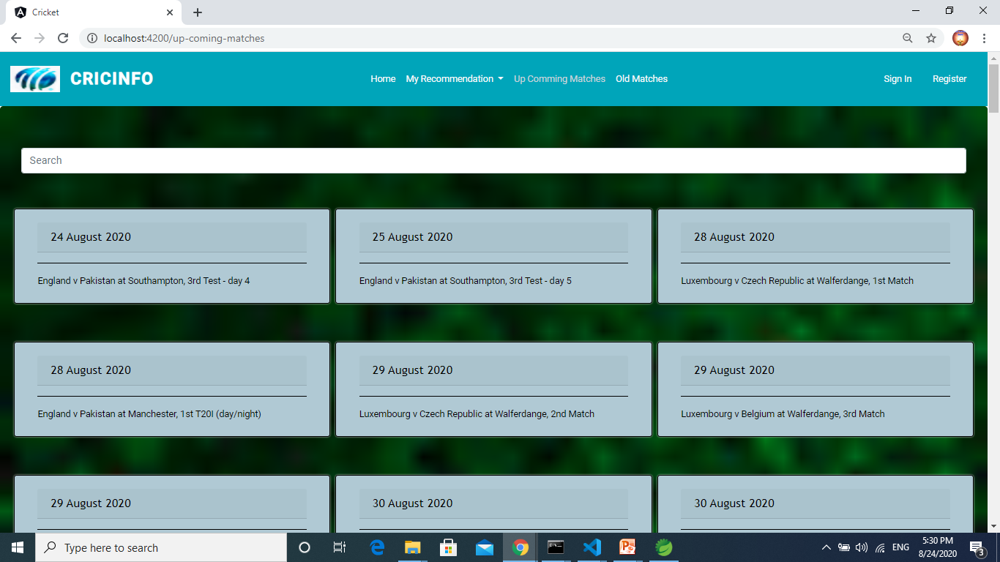 Cricket
localhost:4200/up-coming-matches
CRICINFO
Home My Recommendation Up Comming Matches Old Matches Sign In Register
Search
24 August 2020
England v Pakistan at Southampton, 3rd Test - day 4
25 August 2020
England v Pakistan at Southampton, 3rd Test - day 5
28 August 2020
Luxembourg v Czech Republic at Walferdange, 1st Match
28 August 2020
England v Pakistan at Manchester, 1st T20I (day/night)
29 August 2020
Luxembourg v Czech Republic at Walferdange, 2nd Match
29 August 2020
Luxembourg v Belgium at Walferdange, 3rd Match
29 August 2020
30 August 2020
30 August 2020
Type here to search
ENG
5:30 PM
8/24/2020
3